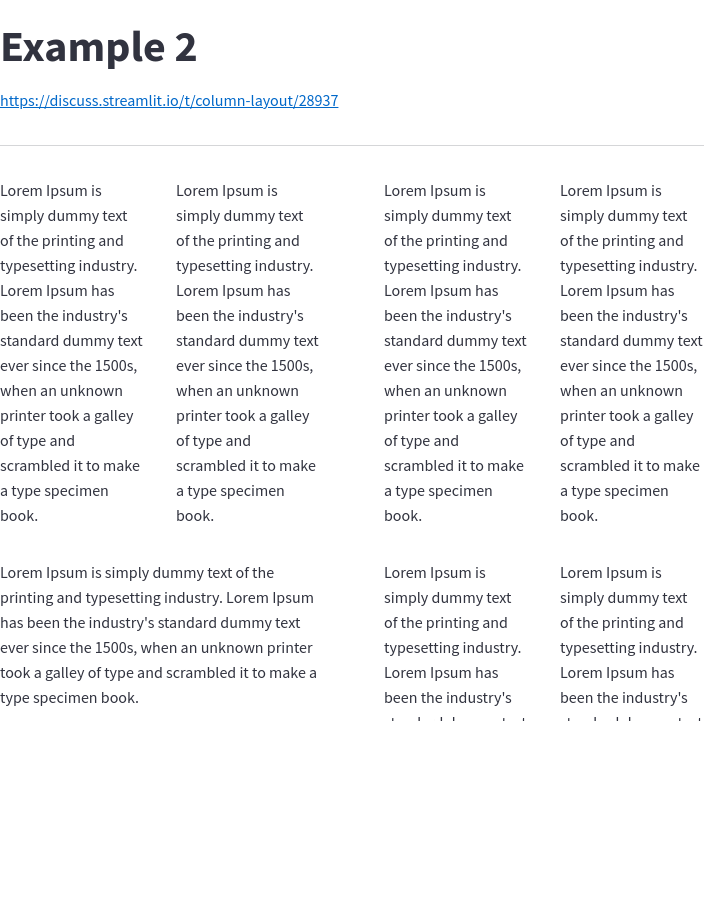 Example 2
https://discuss.streamlit.io/t/column-layout/28937
Lorem Ipsum is
simply dummy text
of the printing and
typesetting industry.
Lorem Ipsum has
been the industry's
standard dummy text
ever since the 1500s,
when an unknown
printer took a galley
of type and
scrambled it to make
a type specimen
book.
Lorem Ipsum is
simply dummy text
of the printing and
typesetting industry.
Lorem Ipsum has
been the industry's
standard dummy text
ever since the 1500s,
when an unknown
printer took a galley
of type and
scrambled it to make
a type specimen
book.
Lorem Ipsum is simply dummy text of the
printing and typesetting industry. Lorem Ipsum
has been the industry's standard dummy text
ever since the 1500s, when an unknown printer
took a galley of type and scrambled it to make a
type specimen book.
Lorem Ipsum is
simply dummy text
of the printing and
typesetting industry.
Lorem Ipsum has
been the industry's
standard dummy text
ever since the 1500s,
when an unknown
printer took a galley
of type and
scrambled it to make
a type specimen
book.
Lorem Ipsum is
simply dummy text
of the printing and
typesetting industry.
Lorem Ipsum has
been the industry's
standard dummy text
ever since the 1500s,
when an unknown
printer took a galley
of type and
scrambled it to make
a type specimen
book.
Lorem Ipsum is
simply dummy text
of the printing and
typesetting industry.
Lorem Ipsum has
been the industry's
Lorem Ipsum is
simply dummy text
of the printing and
typesetting industry.
Lorem Ipsum has
been the industry's